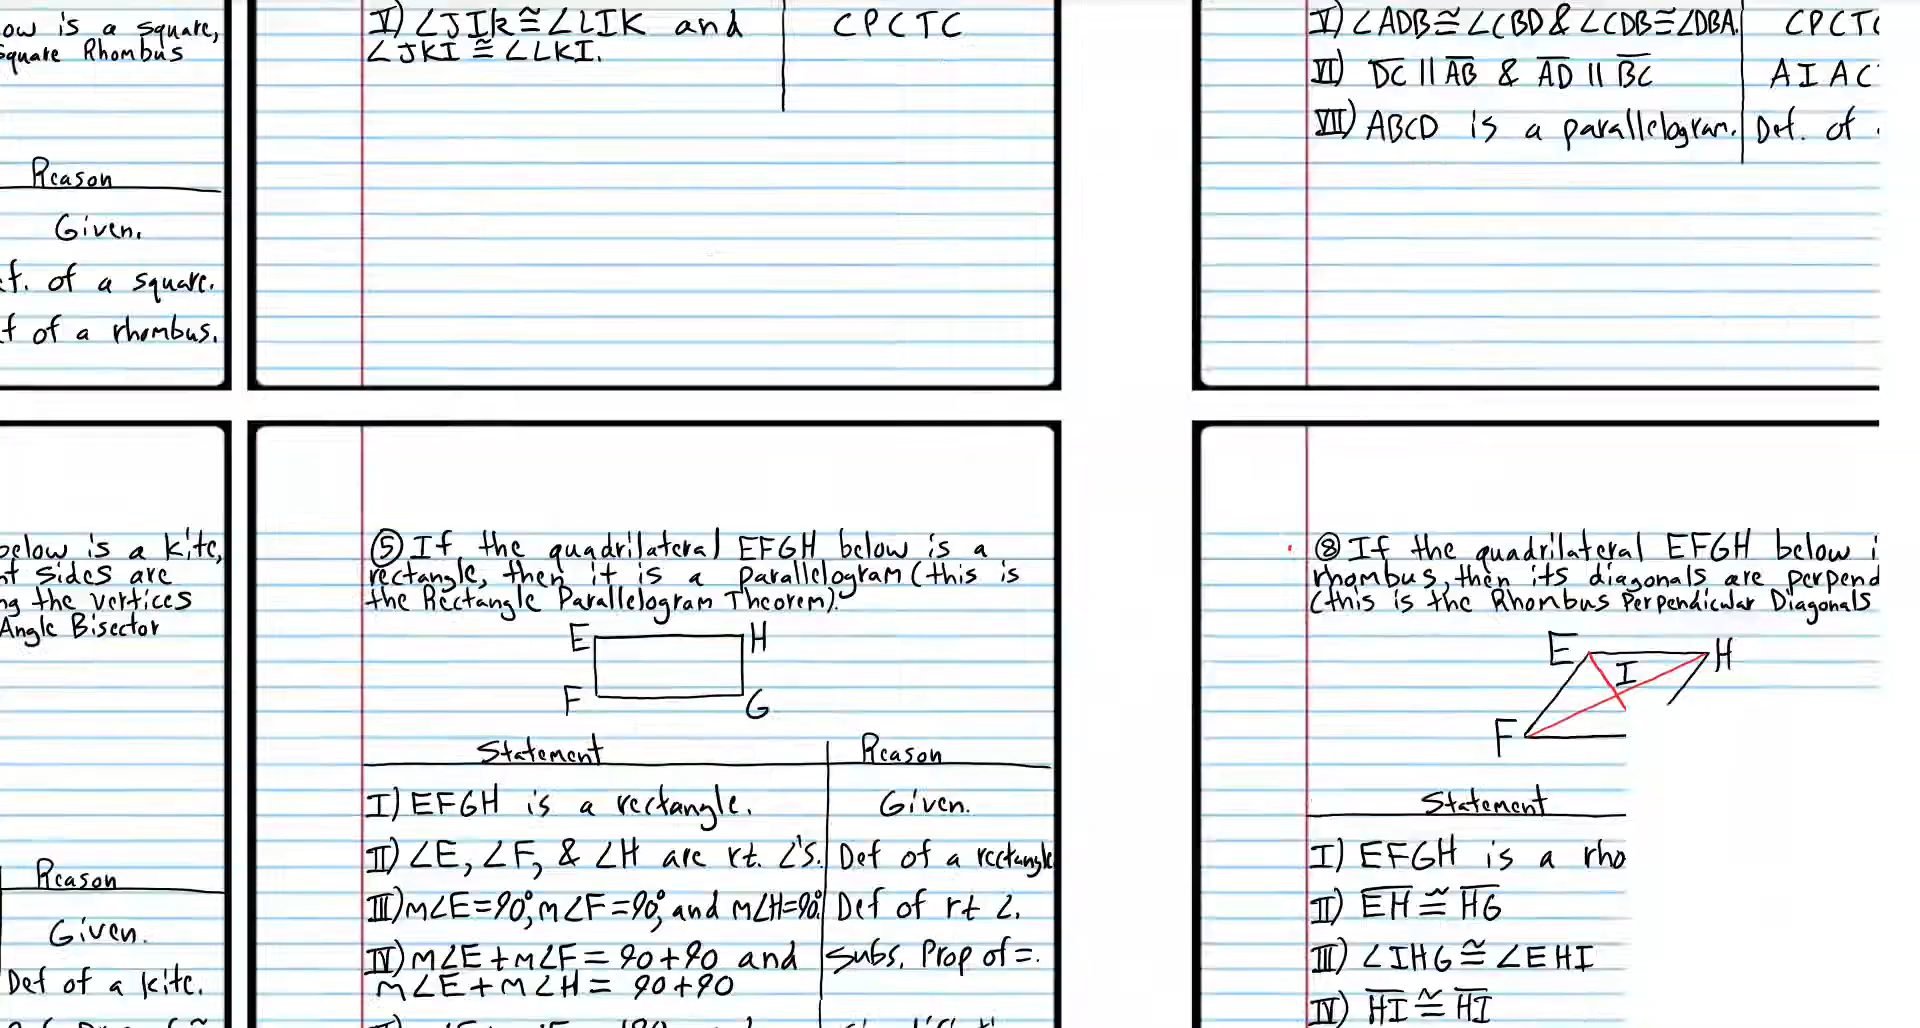 ow is a square,
square Rhombus
Reason
Given.
f. of a square.
f of a rhombus.
V) ∠JIK ≅ ∠LIK and
∠JKI ≅ ∠LKI.
CPCTC
V) ∠ADB ≅ ∠CBD & ∠CDB ≅ ∠DBA.
CPCTC
VI) DC || AB & AD || BC
AIAC
VII) ABCD is a parallelogram.
Def. of
below is a kite,
nt sides are
ng the vertices
Angle Bisector
Reason
Given.
Def of a kite.
⑤ If the quadrilateral EFGH below is a
rectangle, then it is a parallelogram (this is
the Rectangle Parallelogram Theorem).
E H
F G
Statement Reason
I) EFGH is a rectangle. Given.
II) ∠E, ∠F, & ∠H are rt. ∠'s. Def of a rectangle
III) m∠E=90°, m∠F=90°, and m∠H=90°. Def of rt ∠.
IV) m∠E+m∠F = 90+90 and Subs. Prop of =.
m∠E+m∠H = 90+90
⑧ If the quadrilateral EFGH below i
rhombus, then its diagonals are perpend
(this is the Rhombus Perpendicular Diagonals
E H
I
F
Statement
I) EFGH is a rho
II) EH ≅ HG
III) ∠IHG ≅ ∠EHI
IV) HI ≅ HI